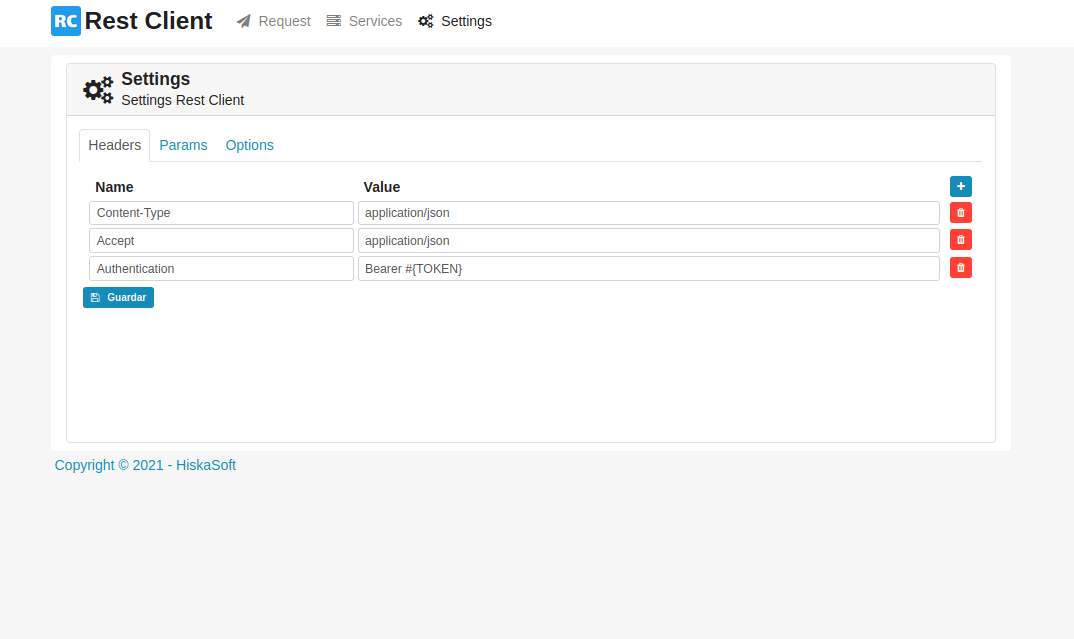 RC Rest Client Request Services Settings
Settings
Settings Rest Client
Headers Params Options
Name Value +
Content-Type application/json
Accept application/json
Authentication Bearer #{TOKEN}
Guardar
Copyright © 2021 - HiskaSoft